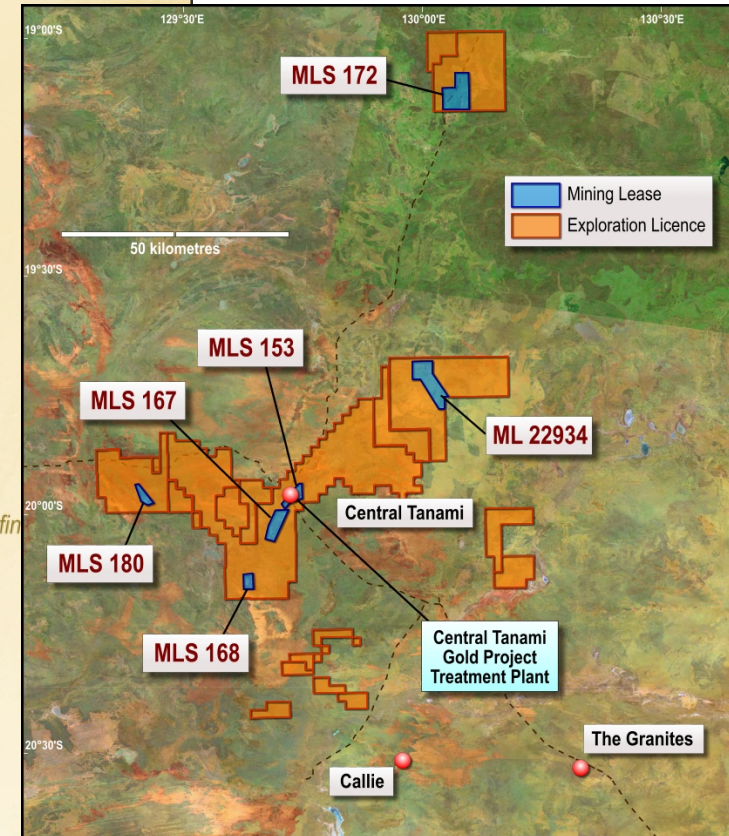 129°30'E
130°00'E
130°30'E
19°00'S
MLS 172
Mining Lease
Exploration Licence
50 kilometres
19°30'S
MLS 153
MLS 167
ML 22934
20°00'S
Central Tanami
fin
MLS 180
MLS 168
Central Tanami
Gold Project
Treatment Plant
20°30'S
The Granites
Callie